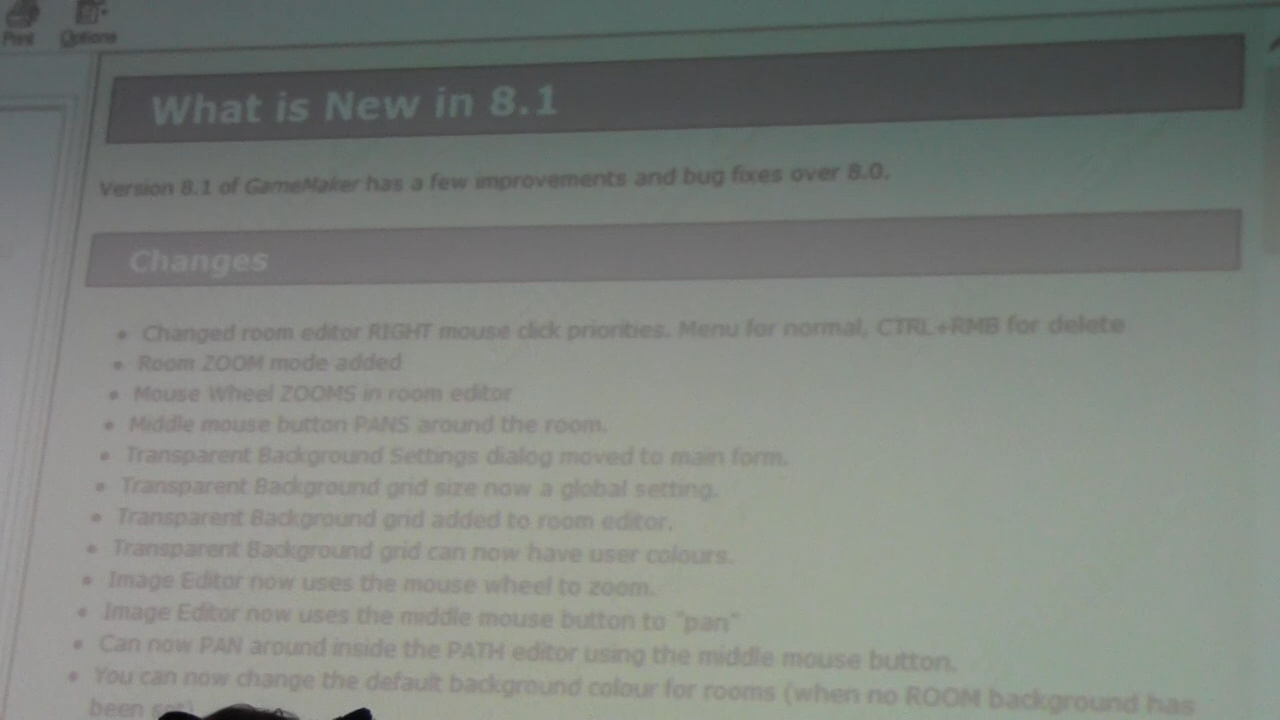 Print Options
What is New in 8.1
Version 8.1 of GameMaker has a few improvements and bug fixes over 8.0.
Changes
• Changed room editor RIGHT mouse click priorities. Menu for normal, CTRL+RMB for delete
• Room ZOOM mode added
• Mouse Wheel ZOOMS in room editor
• Middle mouse button PANS around the room.
• Transparent Background Settings dialog moved to main form.
• Transparent Background grid size now a global setting.
• Transparent Background grid added to room editor.
• Transparent Background grid can now have user colours.
• Image Editor now uses the mouse wheel to zoom.
• Image Editor now uses the middle mouse button to "pan"
• Can now PAN around inside the PATH editor using the middle mouse button.
• You can now change the default background colour for rooms (when no ROOM background has
been set)